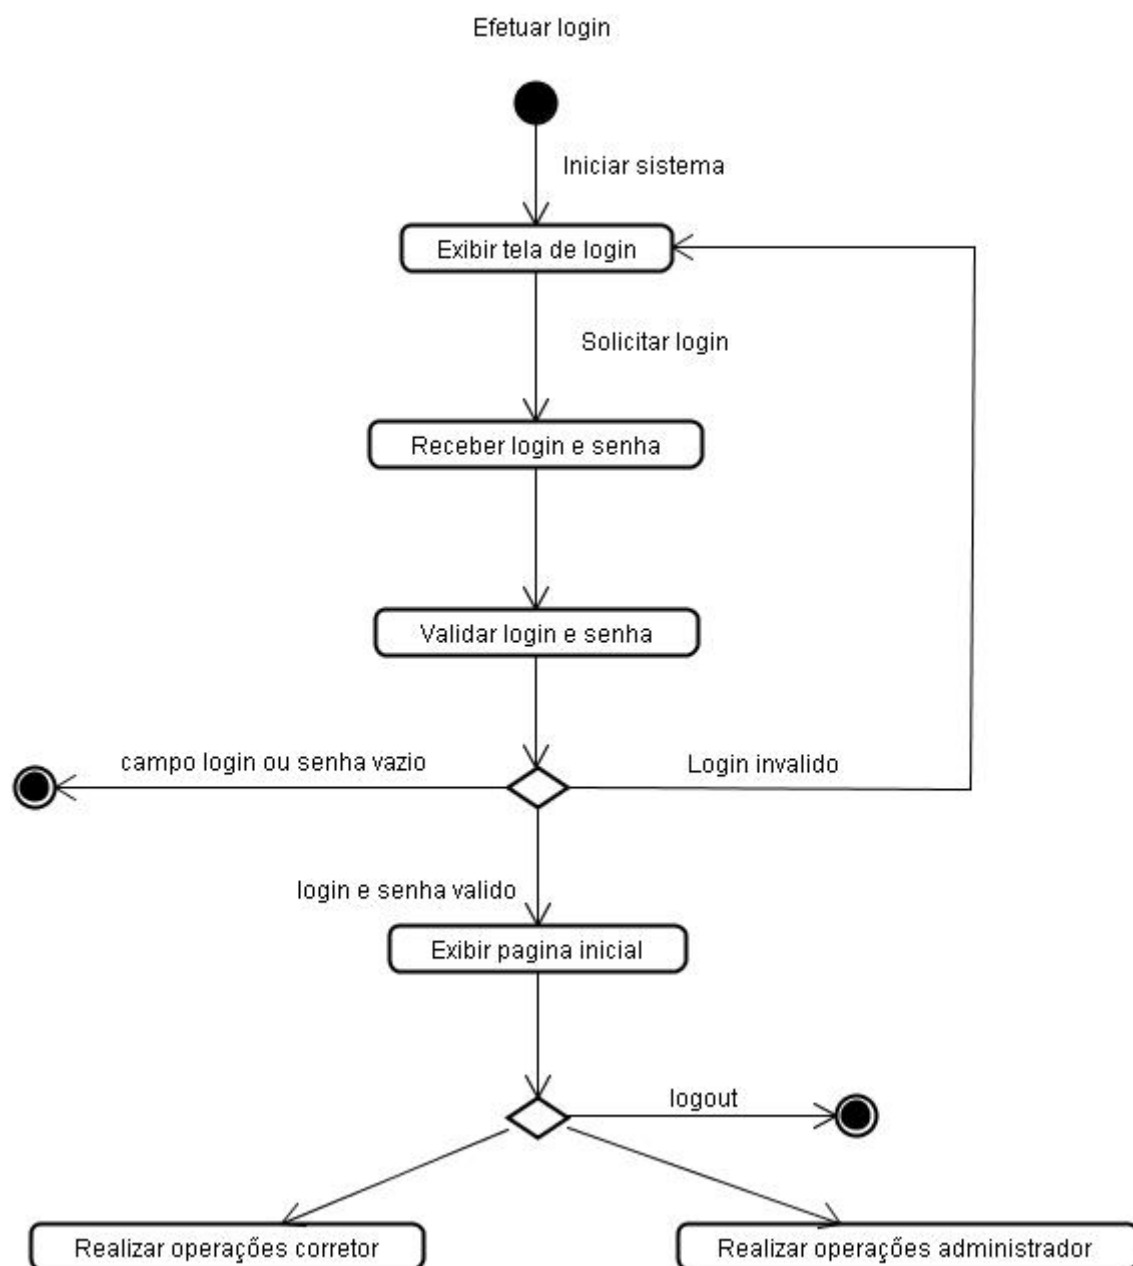 Efetuar login
Iniciar sistema
Exibir tela de login
Solicitar login
Receber login e senha
Validar login e senha
campo login ou senha vazio
Login invalido
login e senha valido
Exibir pagina inicial
logout
Realizar operações corretor
Realizar operações administrador